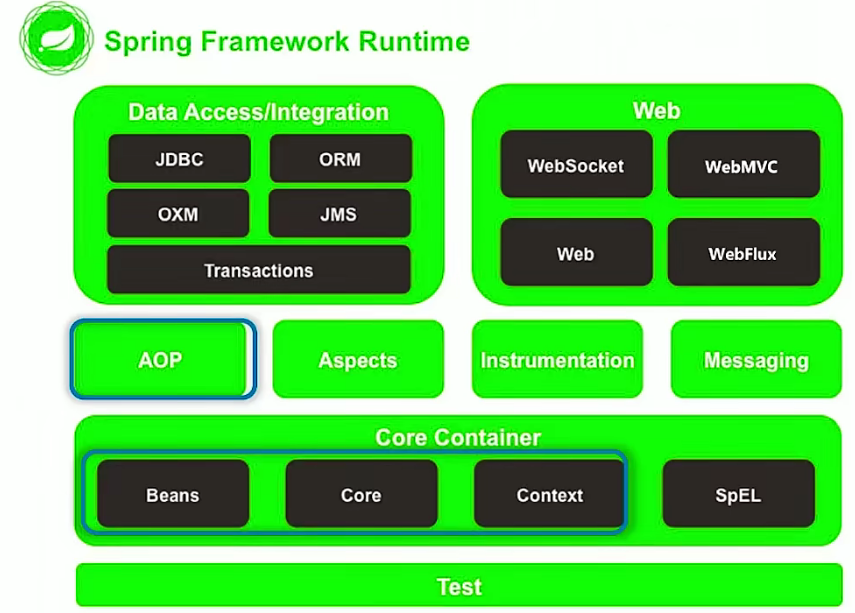 Spring Framework Runtime
Data Access/Integration
JDBC
ORM
OXM
JMS
Transactions
Web
WebSocket
WebMVC
Web
WebFlux
AOP
Aspects
Instrumentation
Messaging
Core Container
Beans
Core
Context
SpEL
Test